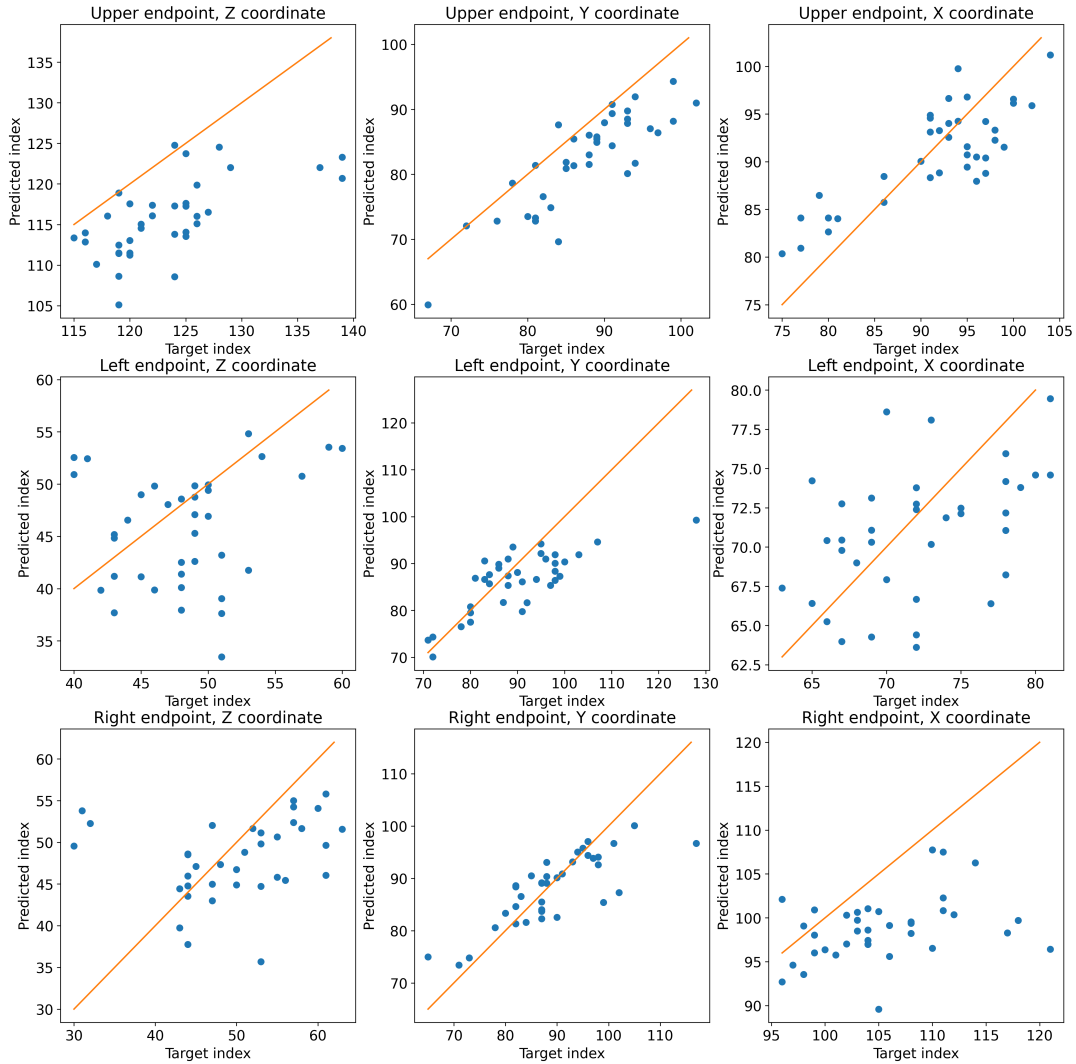 Upper endpoint, Z coordinate
Predicted index
135
130
125
120
115
110
105
115 120 125 130 135 140
Target index
Upper endpoint, Y coordinate
Predicted index
100
90
80
70
60
70 80 90 100
Target index
Upper endpoint, X coordinate
Predicted index
100
95
90
85
80
75
75 80 85 90 95 100 105
Target index
Left endpoint, Z coordinate
Predicted index
60
55
50
45
40
35
40 45 50 55 60
Target index
Left endpoint, Y coordinate
Predicted index
120
110
100
90
80
70
70 80 90 100 110 120 130
Target index
Left endpoint, X coordinate
Predicted index
80.0
77.5
75.0
72.5
70.0
67.5
65.0
62.5
65 70 75 80
Target index
Right endpoint, Z coordinate
Predicted index
60
55
50
45
40
35
30
30 40 50 60
Target index
Right endpoint, Y coordinate
Predicted index
110
100
90
80
70
70 80 90 100 110
Target index
Right endpoint, X coordinate
Predicted index
120
115
110
105
100
95
90
95 100 105 110 115 120
Target index